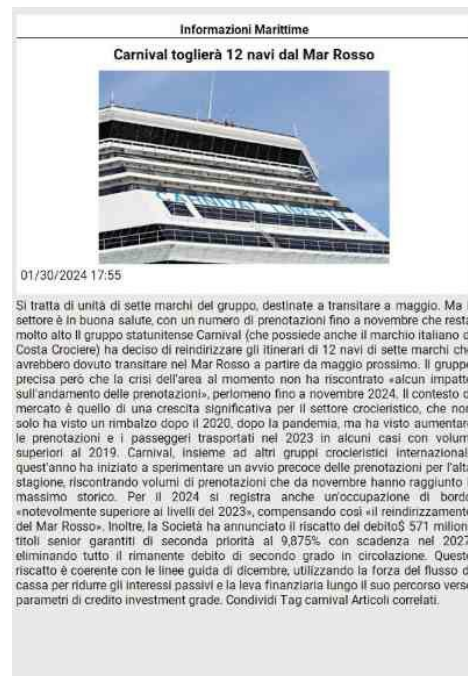 Informazioni Marittime
Carnival toglierà 12 navi dal Mar Rosso
CARNIVAL LIBERTY
01/30/2024 17:55
Si tratta di unità di sette marchi del gruppo, destinate a transitare a maggio. Ma
settore è in buona salute, con un numero di prenotazioni fino a novembre che resta
molto alto Il gruppo statunitense Carnival (che possiede anche il marchio italiano
Costa Crociere) ha deciso di reindirizzare gli itinerari di 12 navi di sette marchi
avrebbero dovuto transitare nel Mar Rosso a partire da maggio prossimo. Il gruppo
precisa però che la crisi dell'area al momento non ha riscontrato «alcun impatto
sull'andamento delle prenotazioni», perlomeno fino a novembre 2024. Il contesto
mercato è quello di una crescita significativa per il settore crocieristico, che
solo ha visto un rimbalzo dopo il 2020, dopo la pandemia, ma ha visto aumentare
le prenotazioni e i passeggeri trasportati nel 2023 in alcuni casi con
superiori al 2019. Carnival, insieme ad altri gruppi crocieristici
quest'anno ha iniziato a sperimentare un avvio precoce delle prenotazioni per l'alta
stagione, riscontrando volumi di prenotazioni che da novembre hanno raggiunto
massimo storico. Per il 2024 si registra anche un'occupazione di bordo
«notevolmente superiore ai livelli del 2023», compensando così «il reindirizzamento
del Mar Rosso». Inoltre, la Società ha annunciato il riscatto del debito$ 571
titoli senior garantiti di seconda priorità al 9,875% con scadenza nel 2027
eliminando tutto il rimanente debito di secondo grado in circolazione. Questo
riscatto è coerente con le linee guida di dicembre, utilizzando la forza del flusso
cassa per ridurre gli interessi passivi e la leva finanziaria lungo il suo percorso verso
parametri di credito investment grade. Condividi Tag carnival Articoli correlati.